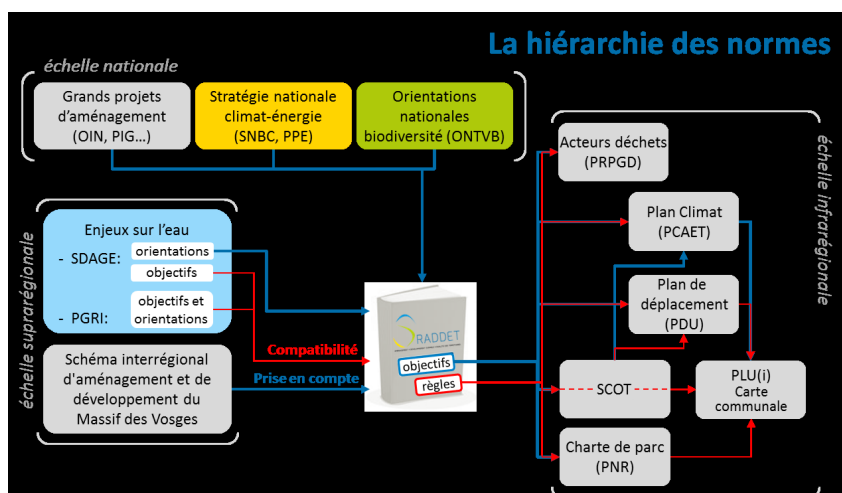 La hiérarchie des normes
échelle nationale
Grands projets
d'aménagement
(OIN, PIG...)
Stratégie nationale
climat-énergie
(SNBC, PPE)
Orientations
nationales
biodiversité (ONTVB)
échelle suprarégionale
Enjeux sur l'eau
- SDAGE:
orientations
objectifs
- PGRI:
objectifs et
orientations
Schéma interrégional
d'aménagement et de
développement du
Massif des Vosges
Compatibilité
Prise en compte
SRADDET
objectifs
règles
échelle infrarégionale
Acteurs déchets
(PRPGD)
Plan Climat
(PCAET)
Plan de
déplacement
(PDU)
SCOT
PLU(i)
Carte
communale
Charte de parc
(PNR)